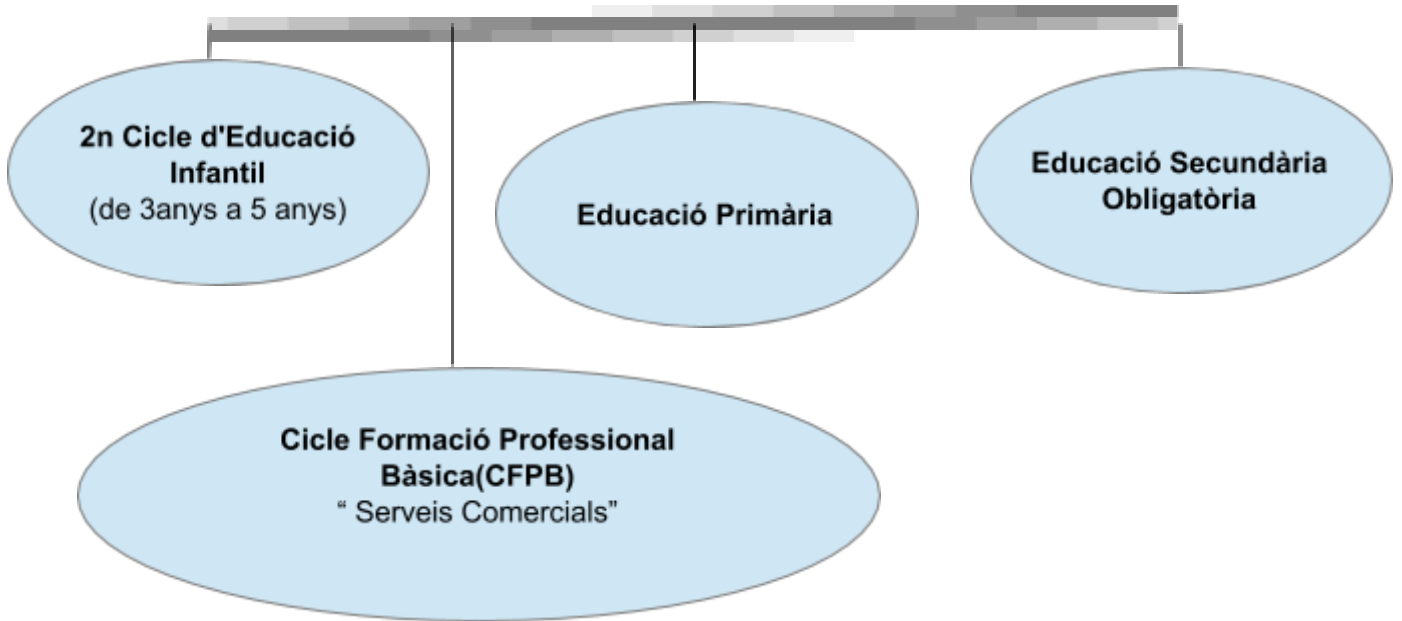 2n Cicle d'Educació
Infantil
(de 3anys a 5 anys)
Educació Primària
Educació Secundària
Obligatòria
Cicle Formació Professional
Bàsica(CFPB)
“ Serveis Comercials”